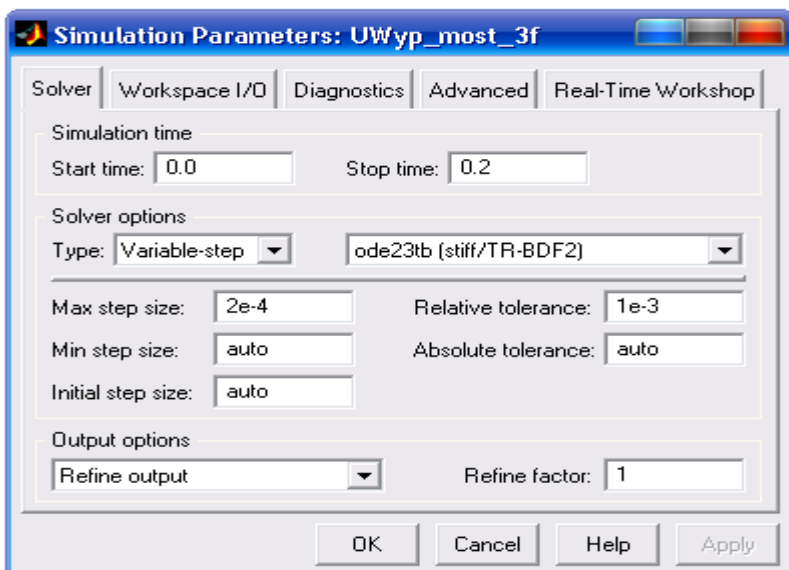 Simulation Parameters: UWyp_most_3f
Solver Workspace I/O Diagnostics Advanced Real-Time Workshop
Simulation time
Start time: 0.0 Stop time: 0.2
Solver options
Type: Variable-step ode23tb (stiff/TR-BDF2)
Max step size: 2e-4 Relative tolerance: 1e-3
Min step size: auto Absolute tolerance: auto
Initial step size: auto
Output options
Refine output Refine factor: 1
OK Cancel Help Apply